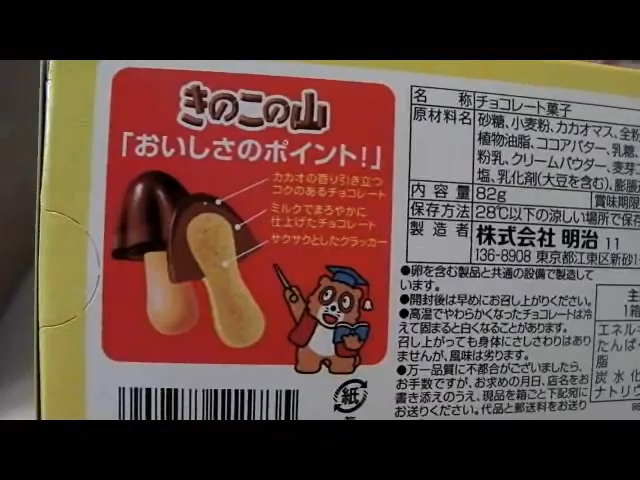 きのこの山
「おいしさのポイント!」
カカオの香り引き立つ
コクのあるチョコレート
ミルクでまろやかに
仕上げたチョコレート
サクサクとしたクラッカー
名 称 チョコレート菓子
原材料名 砂糖、小麦粉、カカオマス、全粉
植物油脂、ココアバター、乳糖、
粉乳、クリームパウダー、麦芽
塩、乳化剤(大豆を含む)、膨脹
内容量 82g 賞味期限
保存方法 28℃以下の涼しい場所で保存
製造者 株式会社 明治 11
136-8908 東京都江東区新砂1
●卵を含む製品と共通の設備で製造して
います。
●開封後は早めにお召し上がりください。
●高温でやわらかくなったチョコレートは冷
えて固まると白くなることがあります。
召し上がっても身体にさしさわりはあり
ませんが、風味は劣ります。
●万一品質に不都合がございましたら、
お手数ですが、お求めの月日、店名をお
書き添えのうえ、現品を箱ごと下記宛に
お送りください。代品と郵送料をお送り
主
1箱
エネルギ
たんぱく
脂
炭水化
ナトリウ
紙